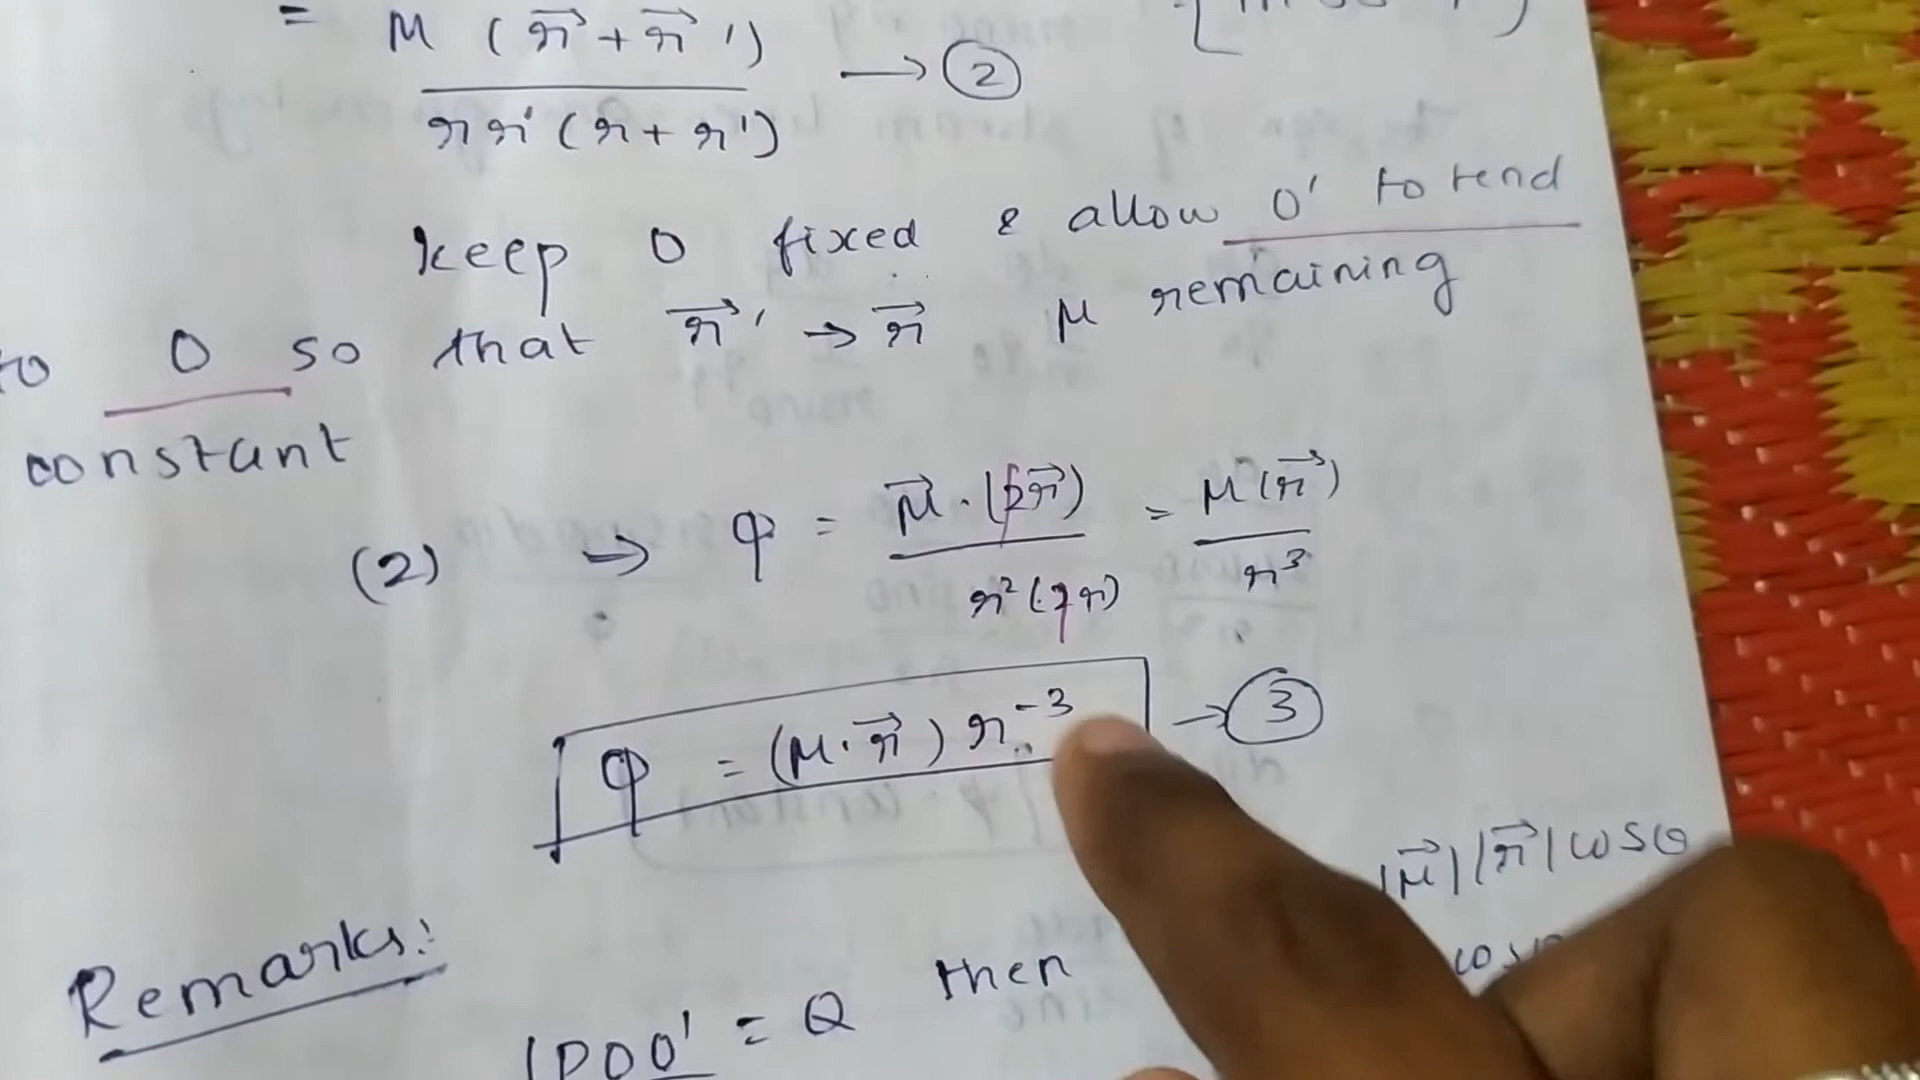 = μ (r⃗ + r⃗ ')
r r' (r + r') → ②
keep O fixed & allow O' to tend
to O so that r⃗ ' → r⃗ μ remaining
constant
(2) ⇒ φ = μ⃗ · (2r⃗) / r² (2r) = μ (r⃗) / r³
φ = (μ · r⃗) r⁻³ → ③
|μ⃗| |r⃗| cosθ
Remarks:
POO' = θ then